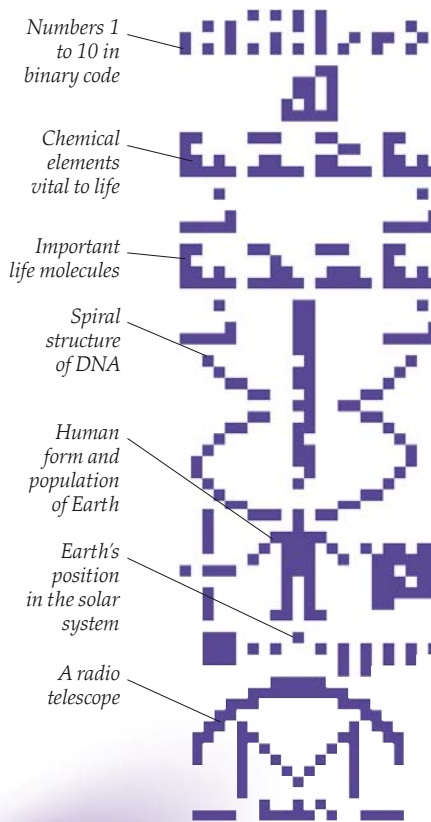 Numbers 1
to 10 in
binary code
Chemical
elements
vital to life
Important
life molecules
Spiral
structure
of DNA
Human
form and
population
of Earth
Earth's
position
in the solar
system
A radio
telescope